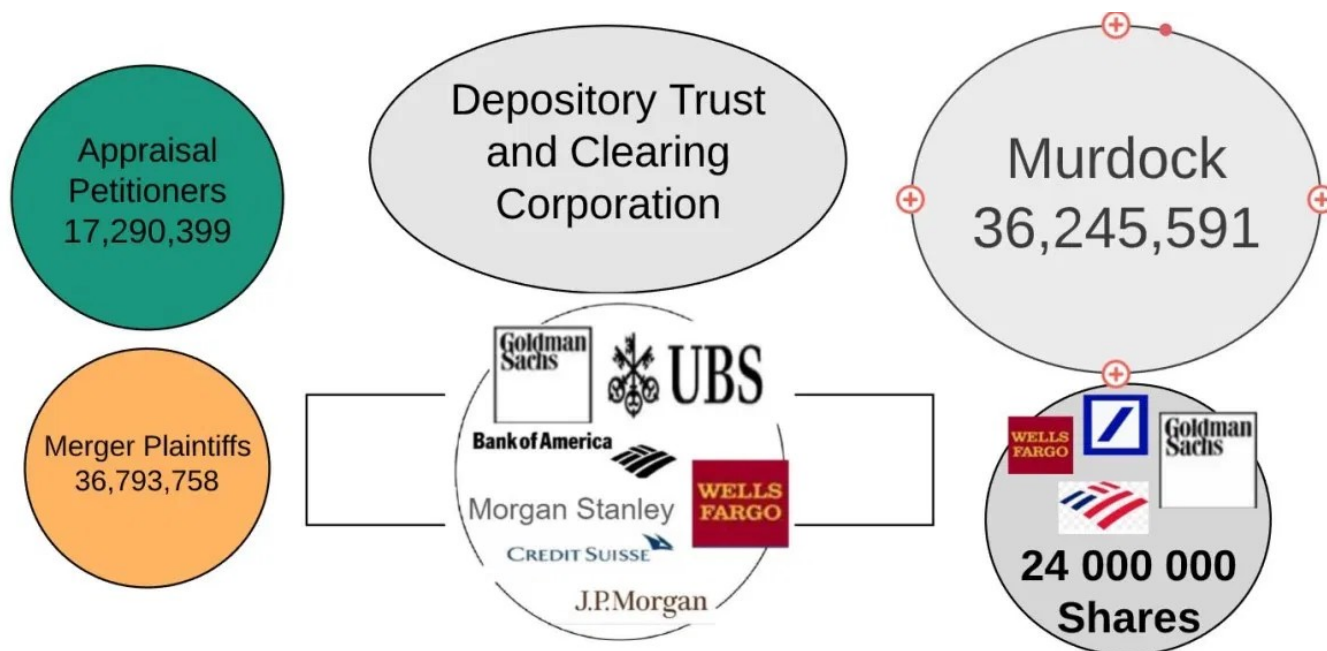 Appraisal
Petitioners
17,290,399
Depository Trust
and Clearing
Corporation
Murdock
36,245,591
Merger Plaintiffs
36,793,758
Goldman
Sachs
UBS
Bank of America
Morgan Stanley
WELLS
FARGO
CREDIT SUISSE
J.P.Morgan
WELLS
FARGO
Goldman
Sachs
24 000 000
Shares